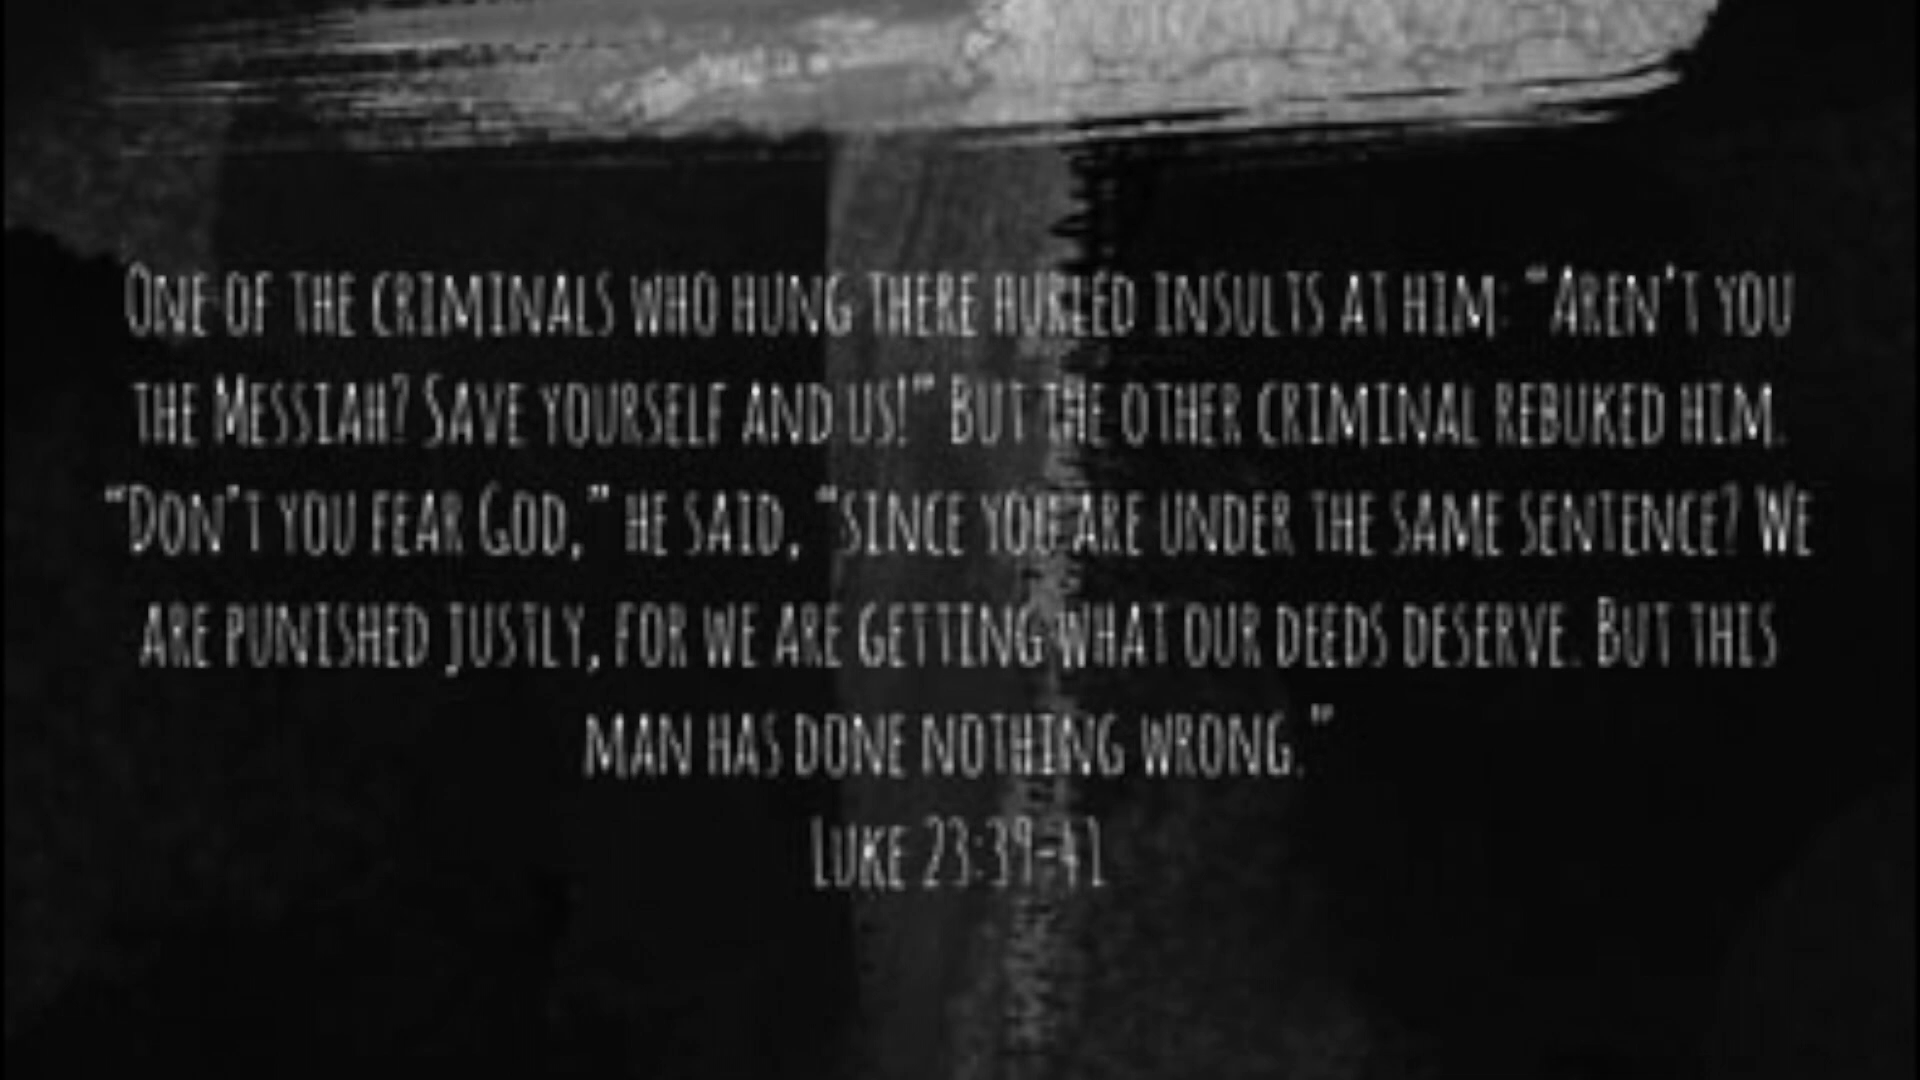 One of the criminals who hung there hurled insults at him: “Aren’t you
the Messiah? Save yourself and us!” But the other criminal rebuked him.
“Don’t you fear God,” he said, “since you are under the same sentence? We
are punished justly, for we are getting what our deeds deserve. But this
man has done nothing wrong.”
Luke 23:39-41